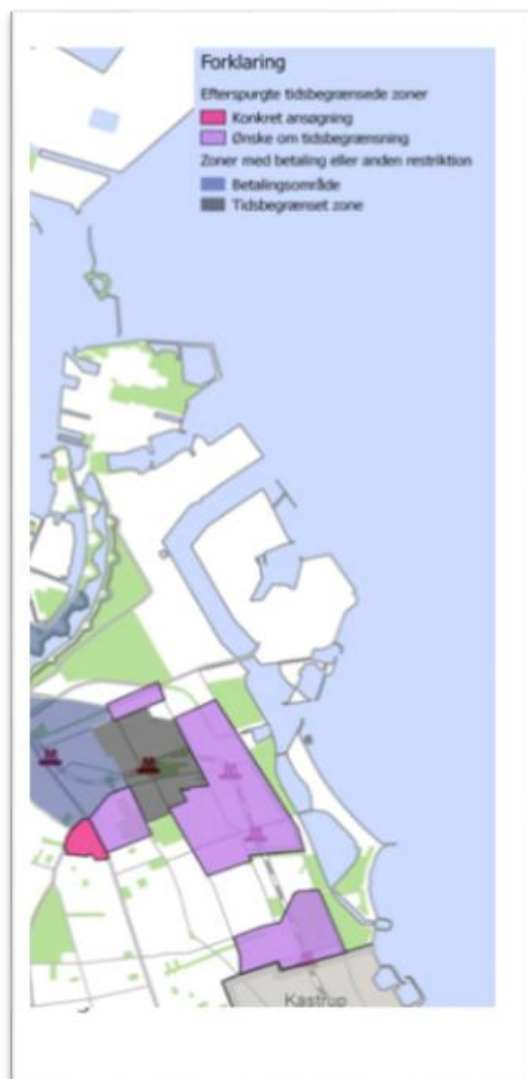 Forklaring
Efterspurgte tidsbegrænsede zoner
Konkret ansøgning
Ønske om tidsbegrænsning
Zoner med betaling eller anden restriktion
Betalingsområde
Tidsbegrænset zone
Kastrup